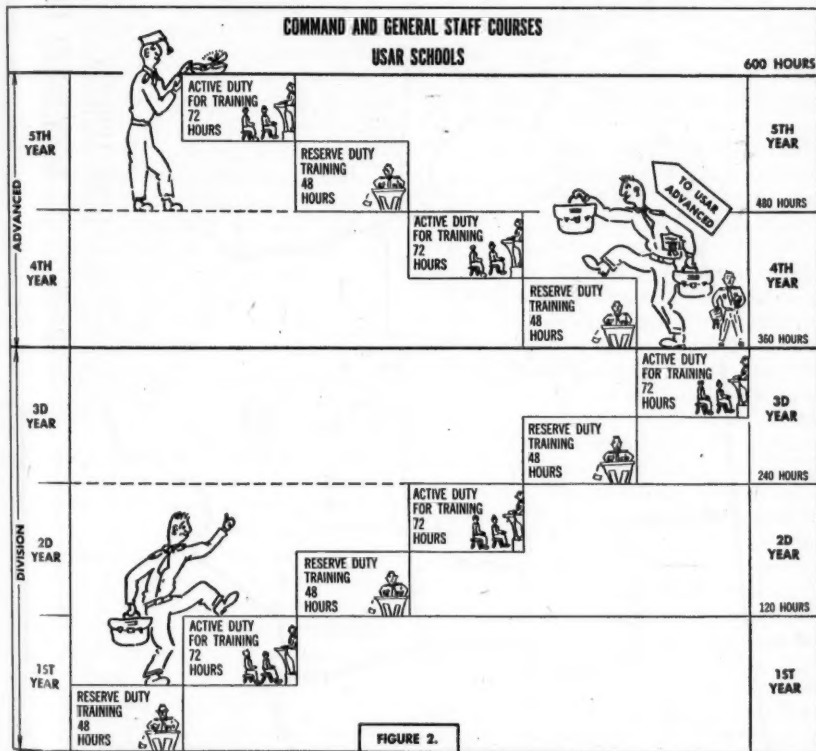 COMMAND AND GENERAL STAFF COURSES
USAR SCHOOLS
600 HOURS
ADVANCED
5TH
YEAR
ACTIVE DUTY
FOR TRAINING
72
HOURS
5TH
YEAR
RESERVE DUTY
TRAINING
48
HOURS
TO USAR
ADVANCED
480 HOURS
4TH
YEAR
ACTIVE DUTY
FOR TRAINING
72
HOURS
4TH
YEAR
RESERVE DUTY
TRAINING
48
HOURS
360 HOURS
DIVISION
3D
YEAR
ACTIVE DUTY
FOR TRAINING
72
HOURS
3D
YEAR
RESERVE DUTY
TRAINING
48
HOURS
240 HOURS
2D
YEAR
ACTIVE DUTY
FOR TRAINING
72
HOURS
2D
YEAR
RESERVE DUTY
TRAINING
48
HOURS
120 HOURS
1ST
YEAR
ACTIVE DUTY
FOR TRAINING
72
HOURS
1ST
YEAR
RESERVE DUTY
TRAINING
48
HOURS
FIGURE 2.